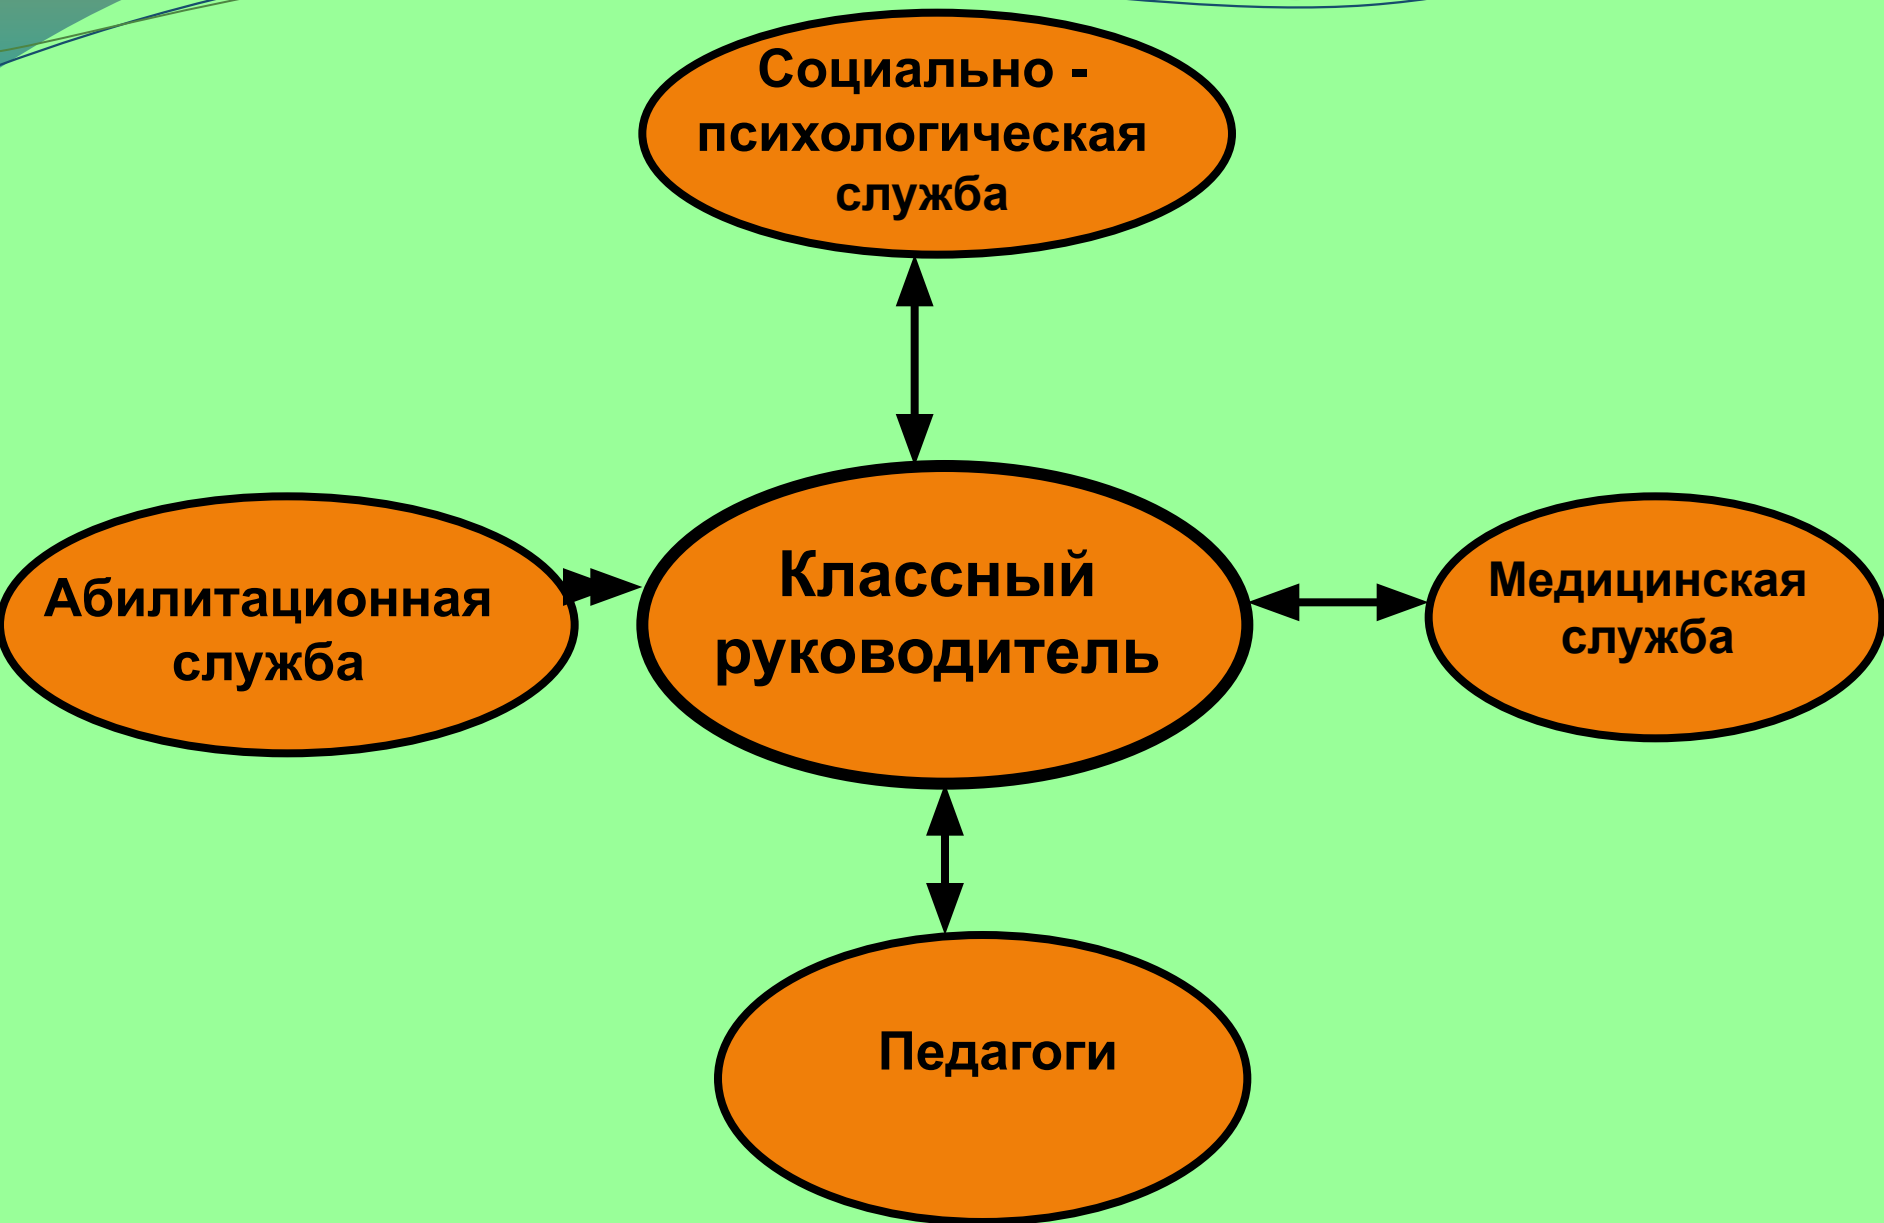 Социально -
психологическая
служба
Абилитационная
служба
Классный
руководитель
Медицинская
служба
Педагоги